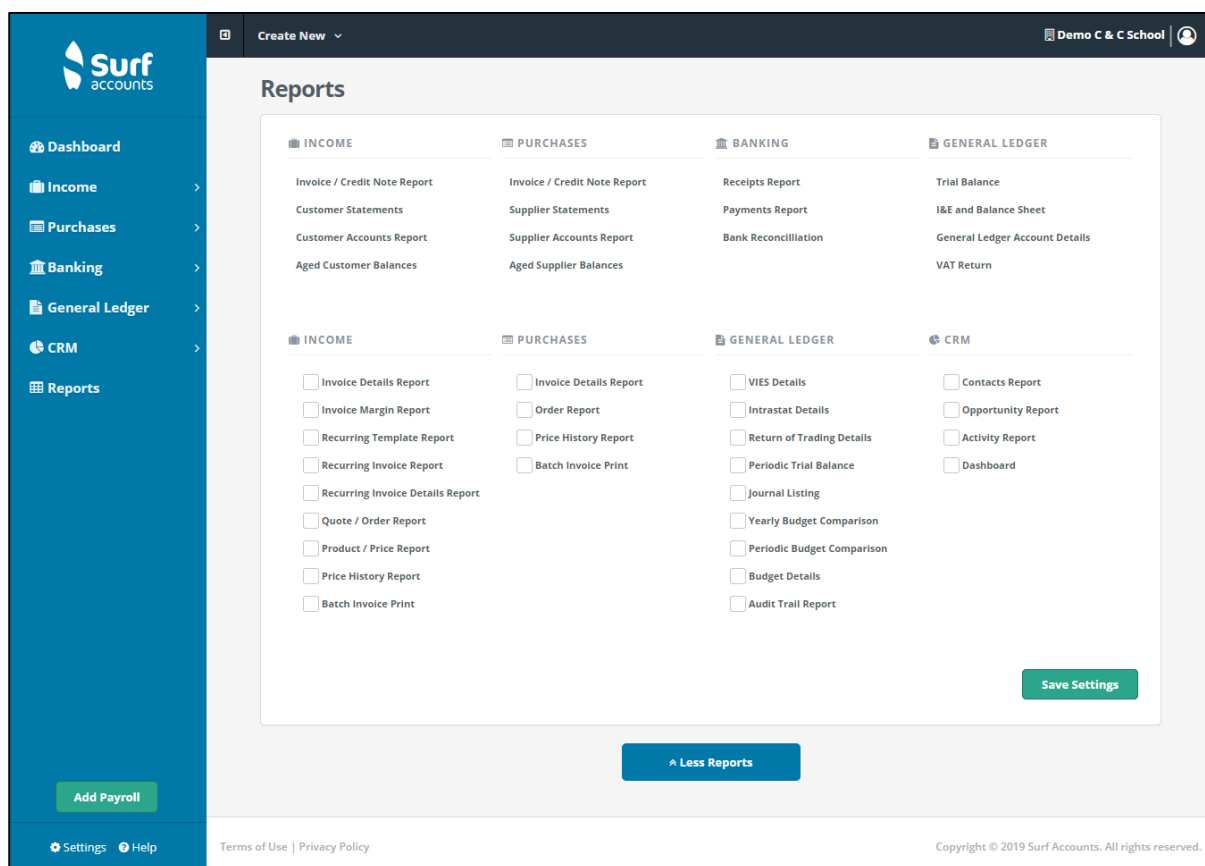 Surf
accounts
Create New
Demo C & C School
Dashboard
Income
Purchases
Banking
General Ledger
CRM
Reports
Add Payroll
Settings
Help
Reports
INCOME
Invoice / Credit Note Report
Customer Statements
Customer Accounts Report
Aged Customer Balances
PURCHASES
Invoice / Credit Note Report
Supplier Statements
Supplier Accounts Report
Aged Supplier Balances
BANKING
Receipts Report
Payments Report
Bank Reconcilliation
GENERAL LEDGER
Trial Balance
I&E and Balance Sheet
General Ledger Account Details
VAT Return
INCOME
Invoice Details Report
Invoice Margin Report
Recurring Template Report
Recurring Invoice Report
Recurring Invoice Details Report
Quote / Order Report
Product / Price Report
Price History Report
Batch Invoice Print
PURCHASES
Invoice Details Report
Order Report
Price History Report
Batch Invoice Print
GENERAL LEDGER
VIES Details
Intrastat Details
Return of Trading Details
Periodic Trial Balance
Journal Listing
Yearly Budget Comparison
Periodic Budget Comparison
Budget Details
Audit Trail Report
CRM
Contacts Report
Opportunity Report
Activity Report
Dashboard
Save Settings
Less Reports
Terms of Use | Privacy Policy
Copyright © 2019 Surf Accounts. All rights reserved.